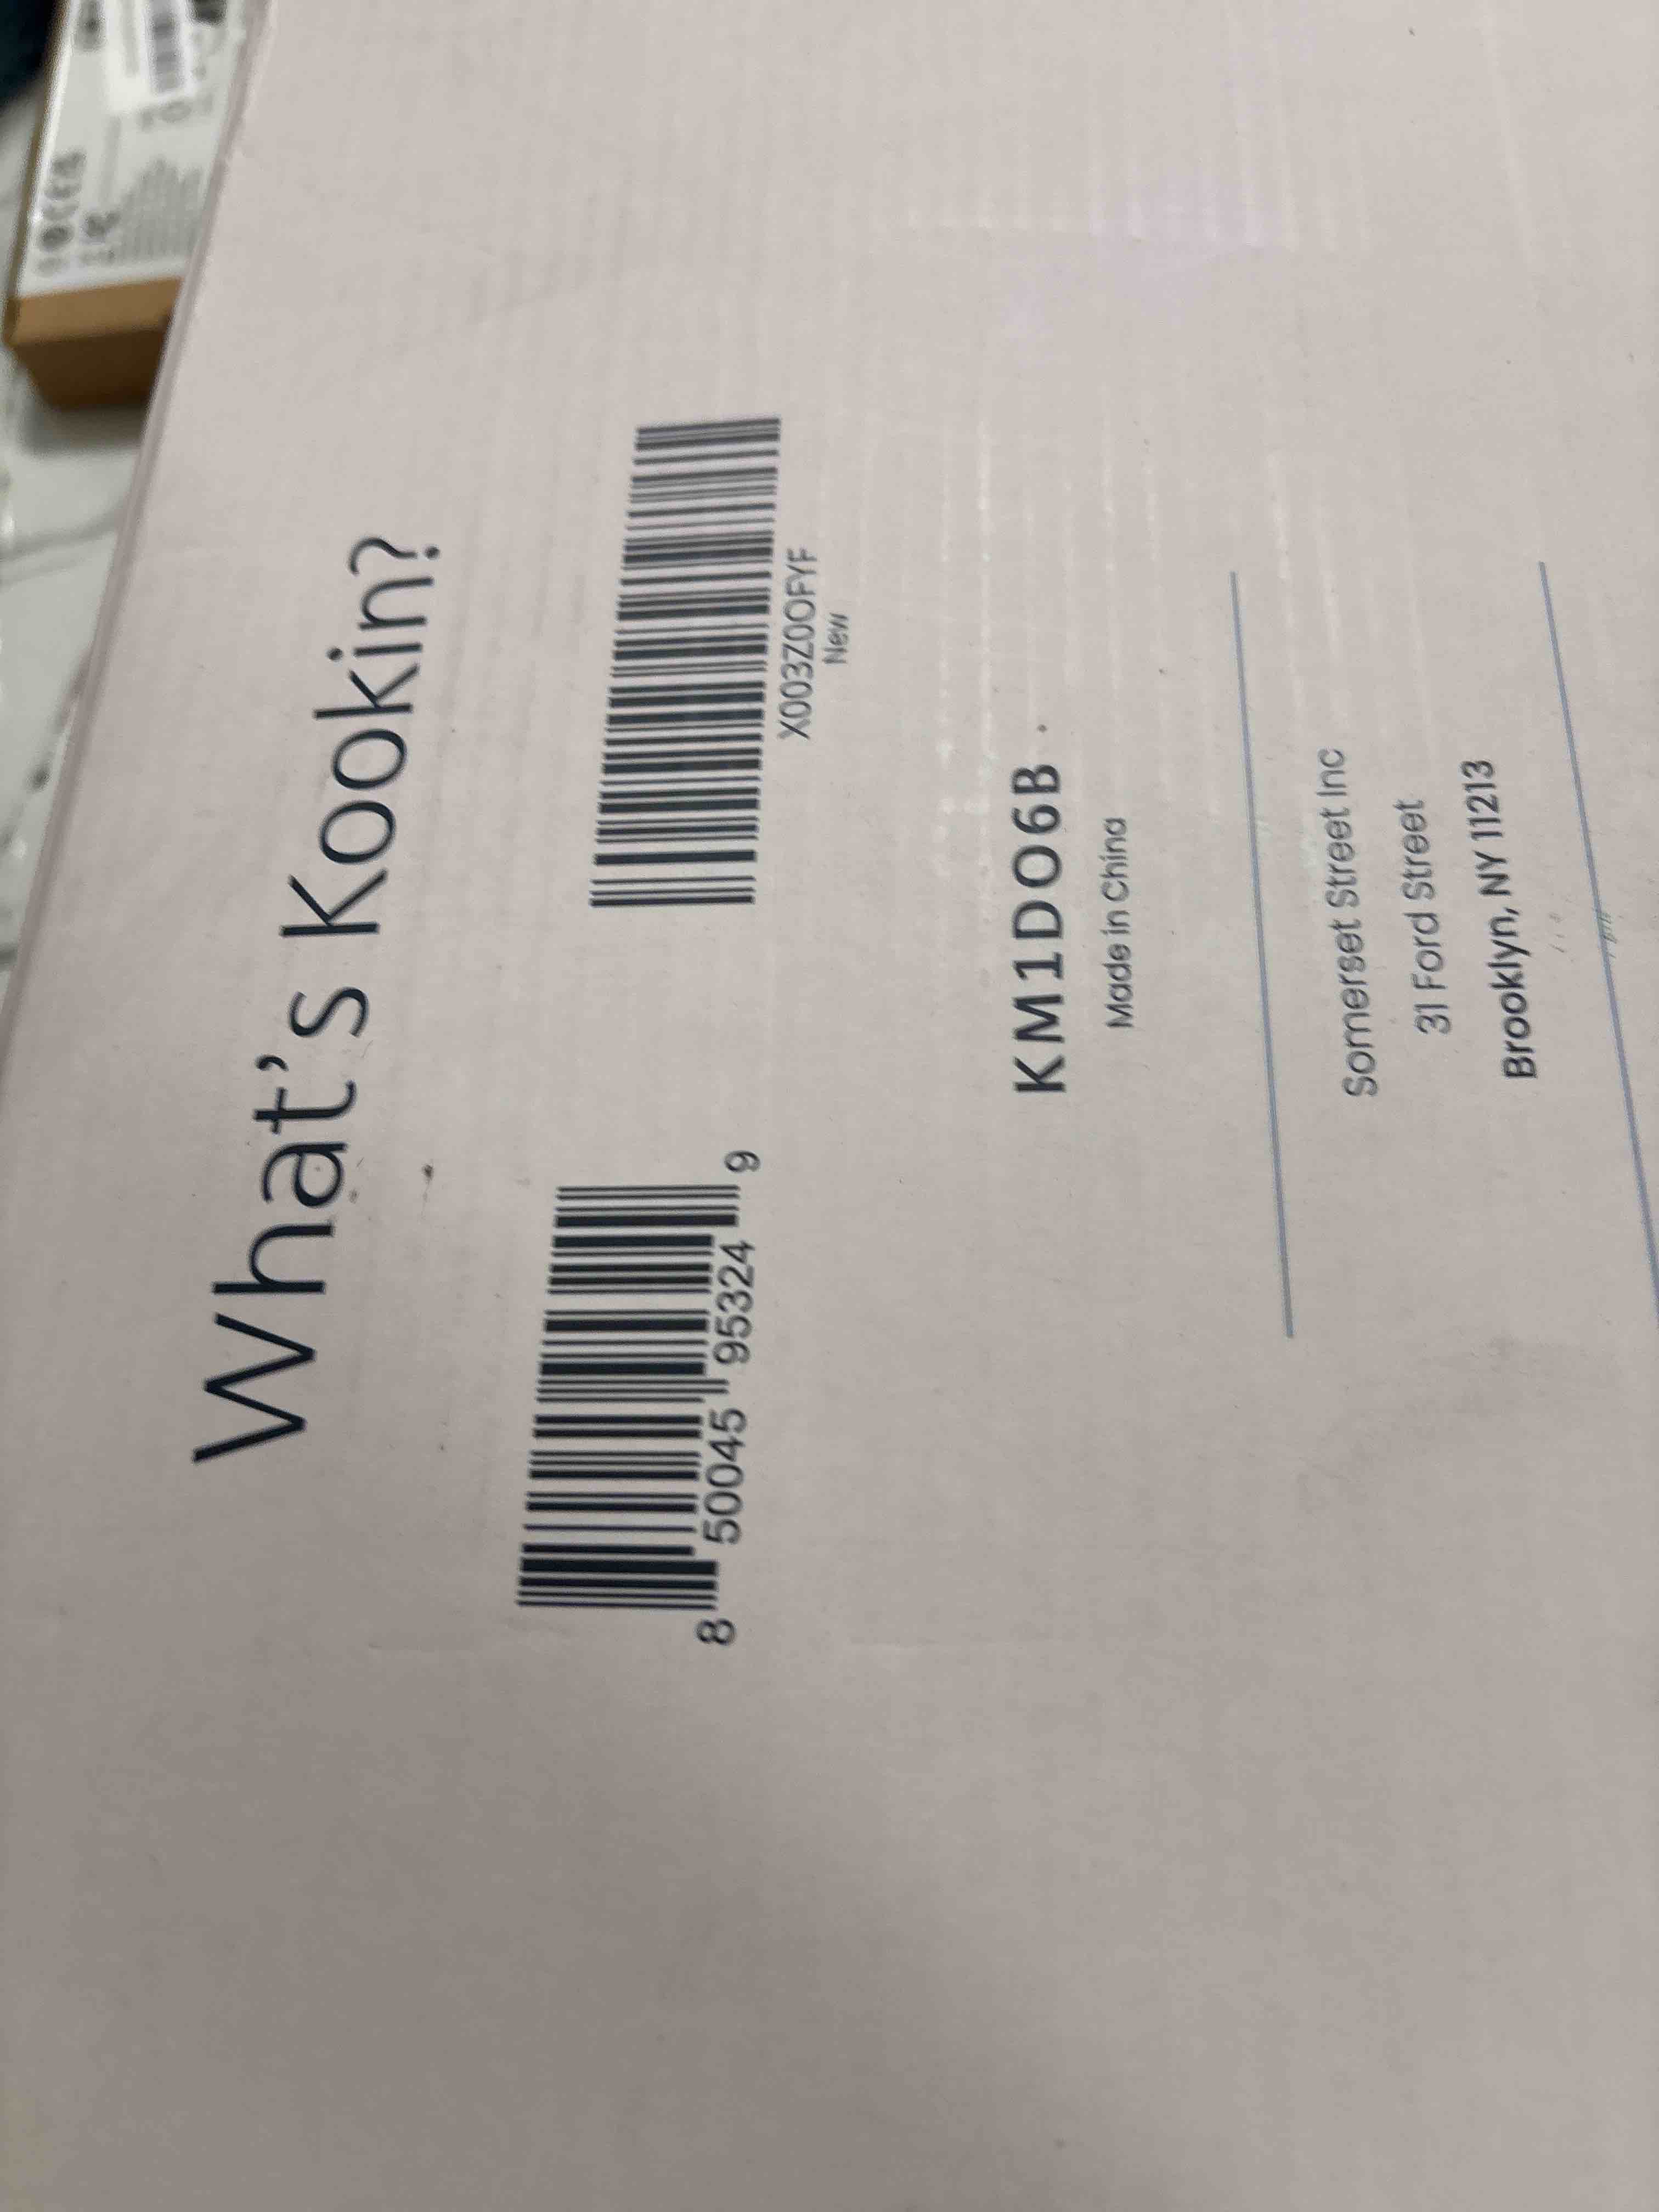 What's Kookin?
8 50045 95324 9
X003Z0OFYF
New
KM1DO6B
Made in China
Somerset Street Inc
31 Ford Street
Brooklyn, NY 11213